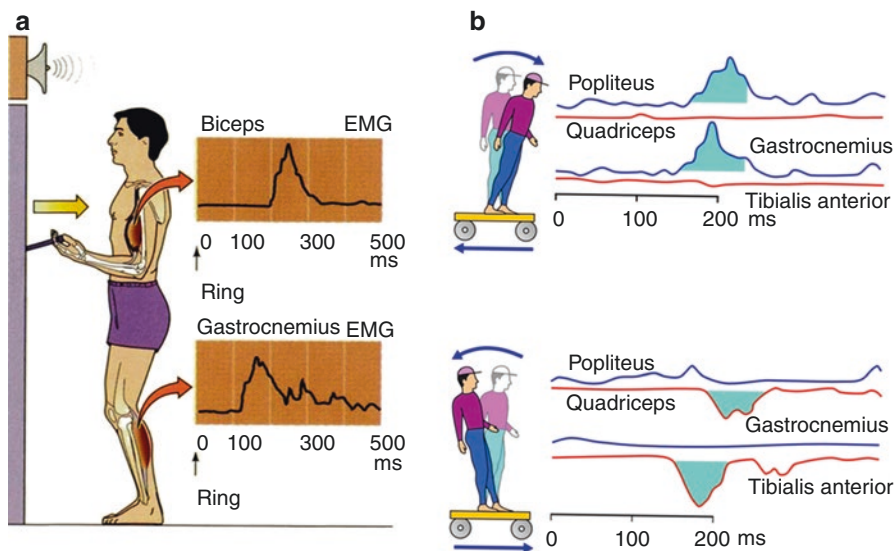 a
Biceps EMG
0 100 300 500
ms
Ring
Gastrocnemius EMG
0 100 300 500
ms
Ring
b
Popliteus
Quadriceps
Gastrocnemius
Tibialis anterior
0 100 200 ms
Popliteus
Quadriceps
Gastrocnemius
Tibialis anterior
0 100 200 ms